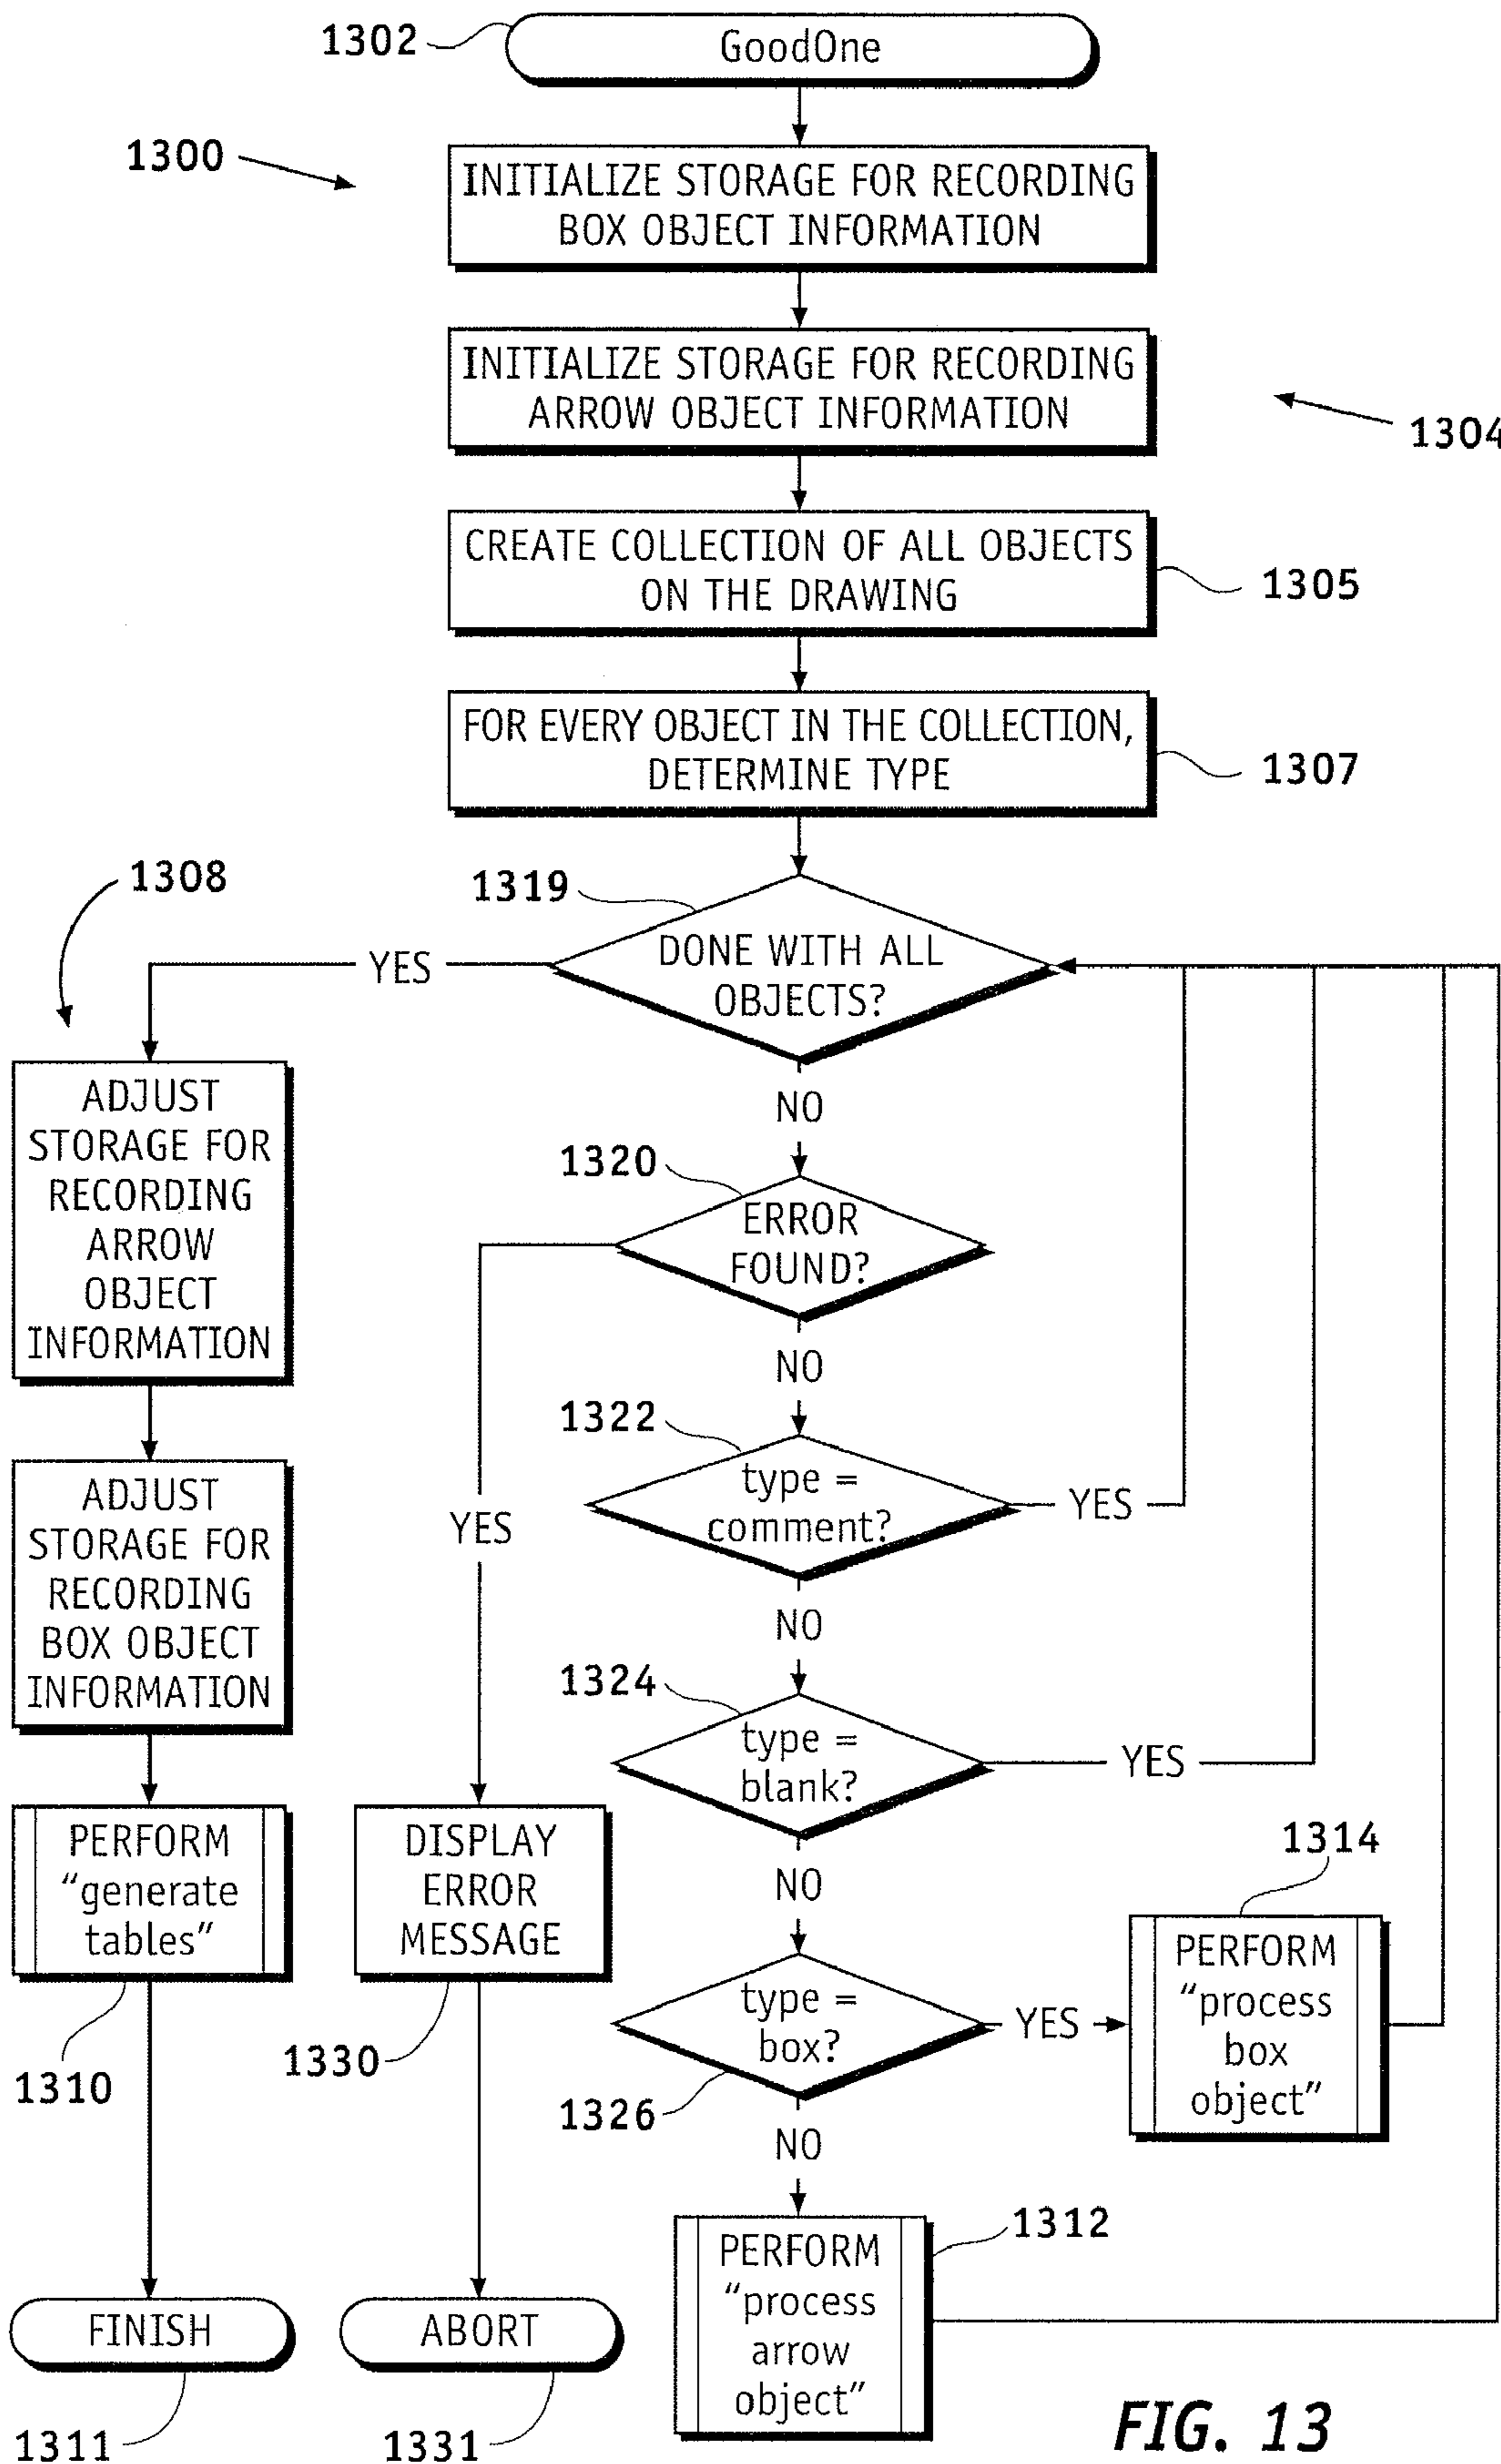 1302
GoodOne
1300
INITIALIZE STORAGE FOR RECORDING
BOX OBJECT INFORMATION
INITIALIZE STORAGE FOR RECORDING
ARROW OBJECT INFORMATION
1304
CREATE COLLECTION OF ALL OBJECTS
ON THE DRAWING
1305
FOR EVERY OBJECT IN THE COLLECTION,
DETERMINE TYPE
1307
1308
1319
DONE WITH ALL
OBJECTS?
YES
NO
ADJUST
STORAGE FOR
RECORDING
ARROW
OBJECT
INFORMATION
1320
ERROR
FOUND?
NO
YES
1322
type =
comment?
YES
NO
ADJUST
STORAGE FOR
RECORDING
BOX OBJECT
INFORMATION
1324
type =
blank?
YES
NO
PERFORM
“generate
tables”
1310
DISPLAY
ERROR
MESSAGE
1330
type =
box?
1326
YES
NO
1314
PERFORM
“process
box
object”
1312
PERFORM
“process
arrow
object”
FINISH
1311
ABORT
1331
FIG. 13